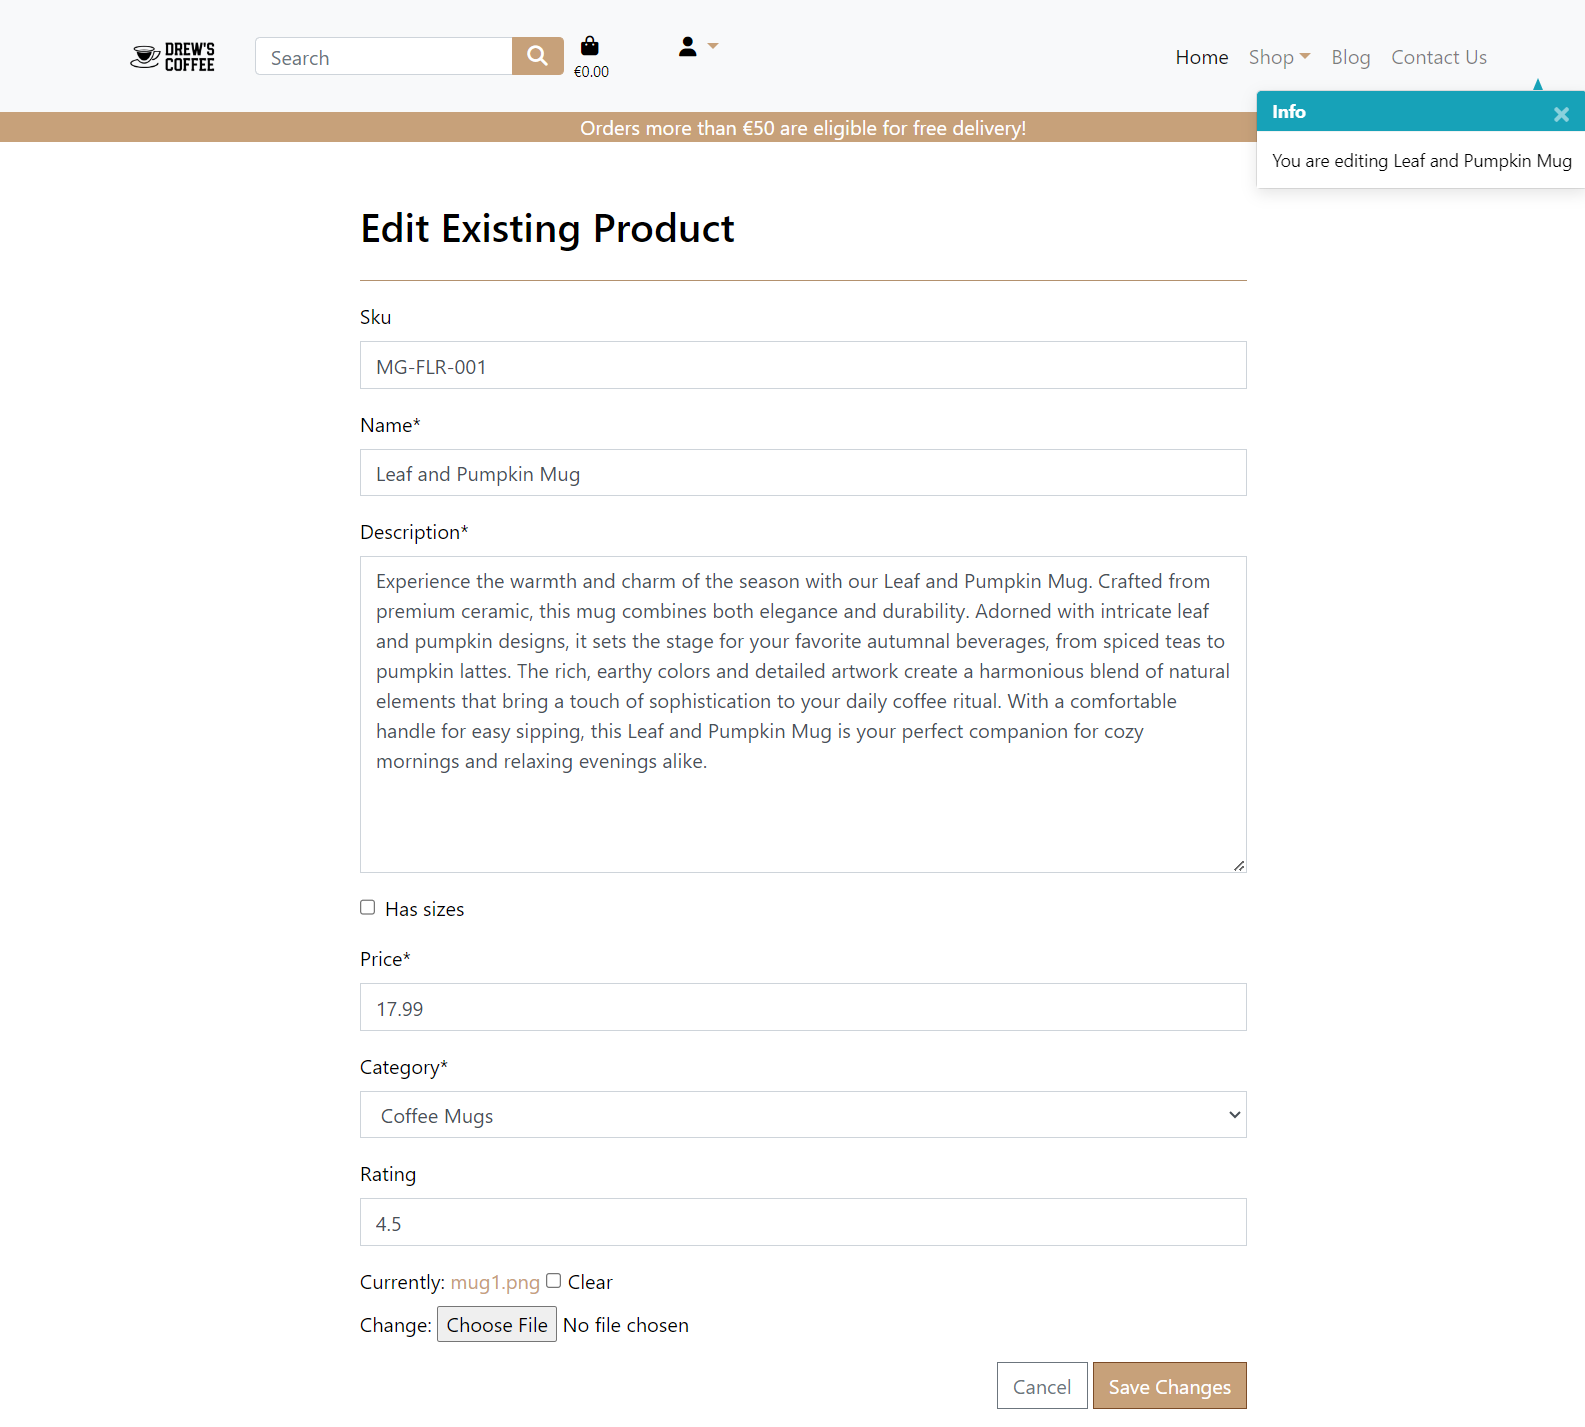 DREW'S
COFFEE
Search
€0.00
Home Shop Blog Contact Us
Orders more than €50 are eligible for free delivery!
Info
You are editing Leaf and Pumpkin Mug
Edit Existing Product
Sku
MG-FLR-001
Name*
Leaf and Pumpkin Mug
Description*
Experience the warmth and charm of the season with our Leaf and Pumpkin Mug. Crafted from
premium ceramic, this mug combines both elegance and durability. Adorned with intricate leaf
and pumpkin designs, it sets the stage for your favorite autumnal beverages, from spiced teas to
pumpkin lattes. The rich, earthy colors and detailed artwork create a harmonious blend of natural
elements that bring a touch of sophistication to your daily coffee ritual. With a comfortable
handle for easy sipping, this Leaf and Pumpkin Mug is your perfect companion for cozy
mornings and relaxing evenings alike.
Has sizes
Price*
17.99
Category*
Coffee Mugs
Rating
4.5
Currently: mug1.png Clear
Change: Choose File No file chosen
Cancel Save Changes